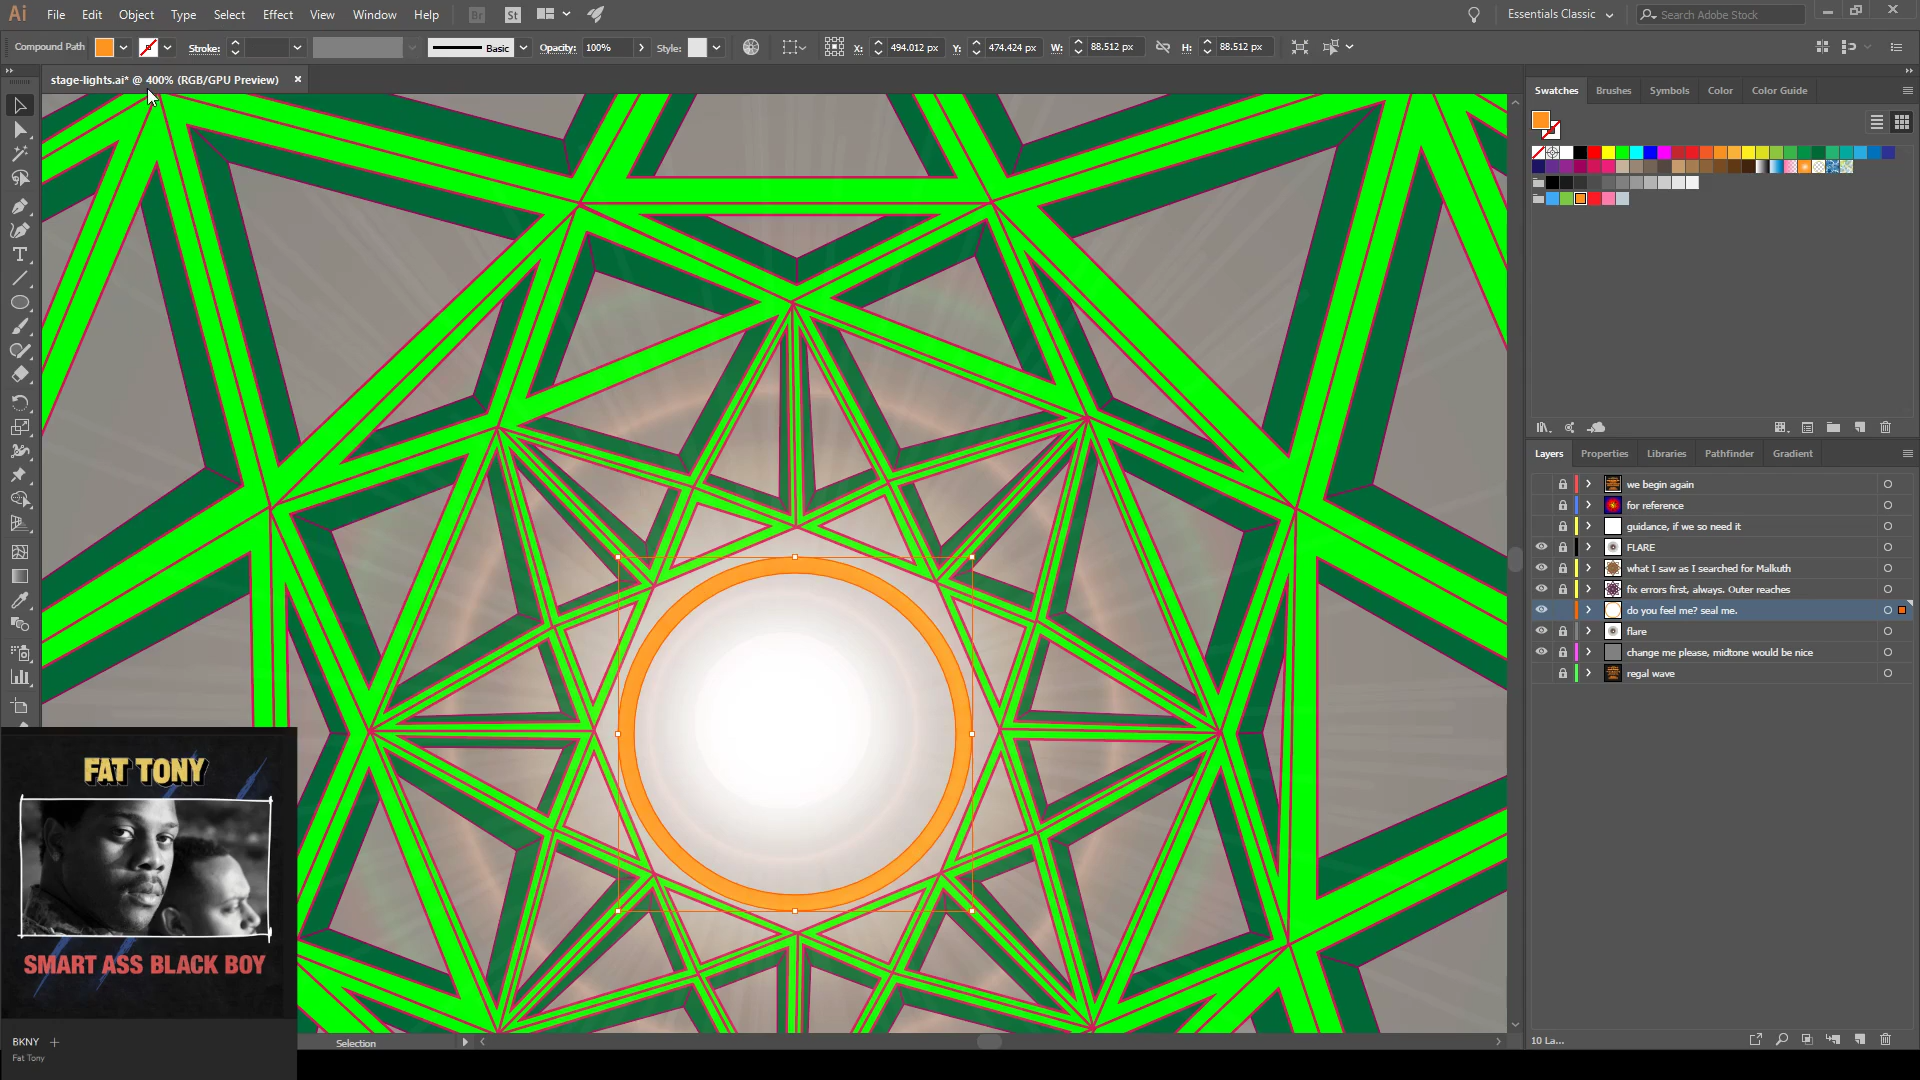 Ai File Edit Object Type Select Effect View Window Help Br St Essentials Classic Search Adobe Stock
Compound Path Stroke: Basic Opacity: 100% Style: X: 494.012 px Y: 474.424 px W: 88.512 px H: 88.512 px
stage-lights.ai* @ 400% (RGB/GPU Preview)
Swatches Brushes Symbols Color Color Guide
Layers Properties Libraries Pathfinder Gradient
we begin again
for reference
guidance, if we so need it
FLARE
what I saw as I searched for Malkuth
fix errors first, always. Outer reaches
do you feel me? seal me.
flare
change me please, midtone would be nice
regal wave
10 La...
FAT TONY
SMART ASS BLACK BOY
BKNY
Fat Tony
Selection